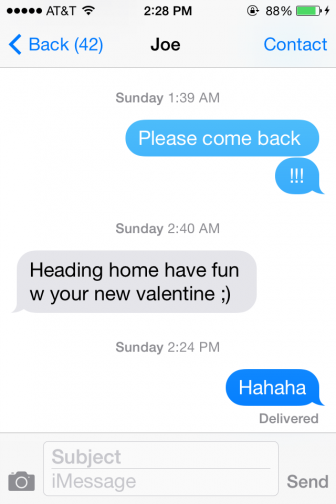 AT&T 2:28 PM 88%
Back (42) Joe Contact
Sunday 1:39 AM
Please come back
!!!
Sunday 2:40 AM
Heading home have fun
w your new valentine ;)
Sunday 2:24 PM
Hahaha
Delivered
Subject
iMessage Send